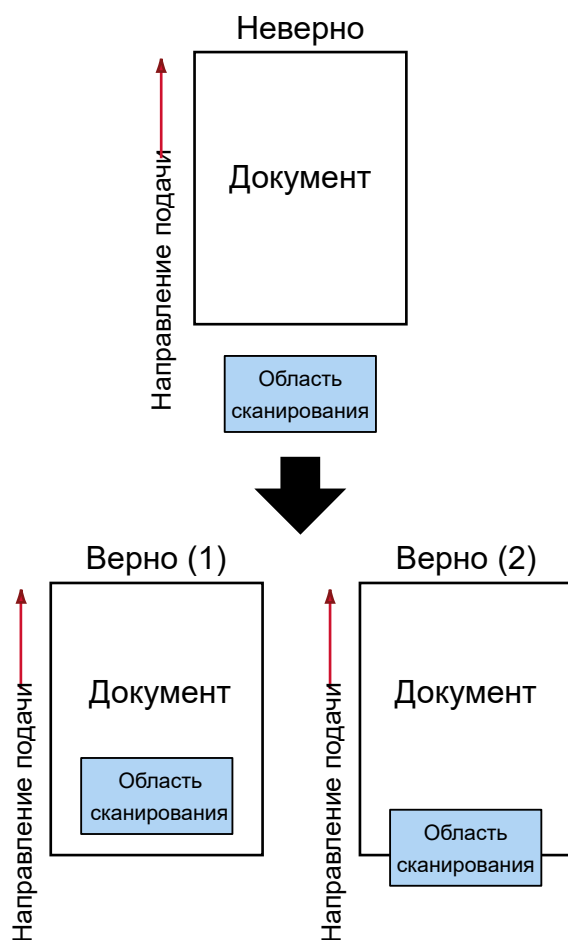 Неверно
Направление подачи
Документ
Область
сканирования
Верно (1)
Верно (2)
Направление подачи
Документ
Область
сканирования
Направление подачи
Документ
Область
сканирования